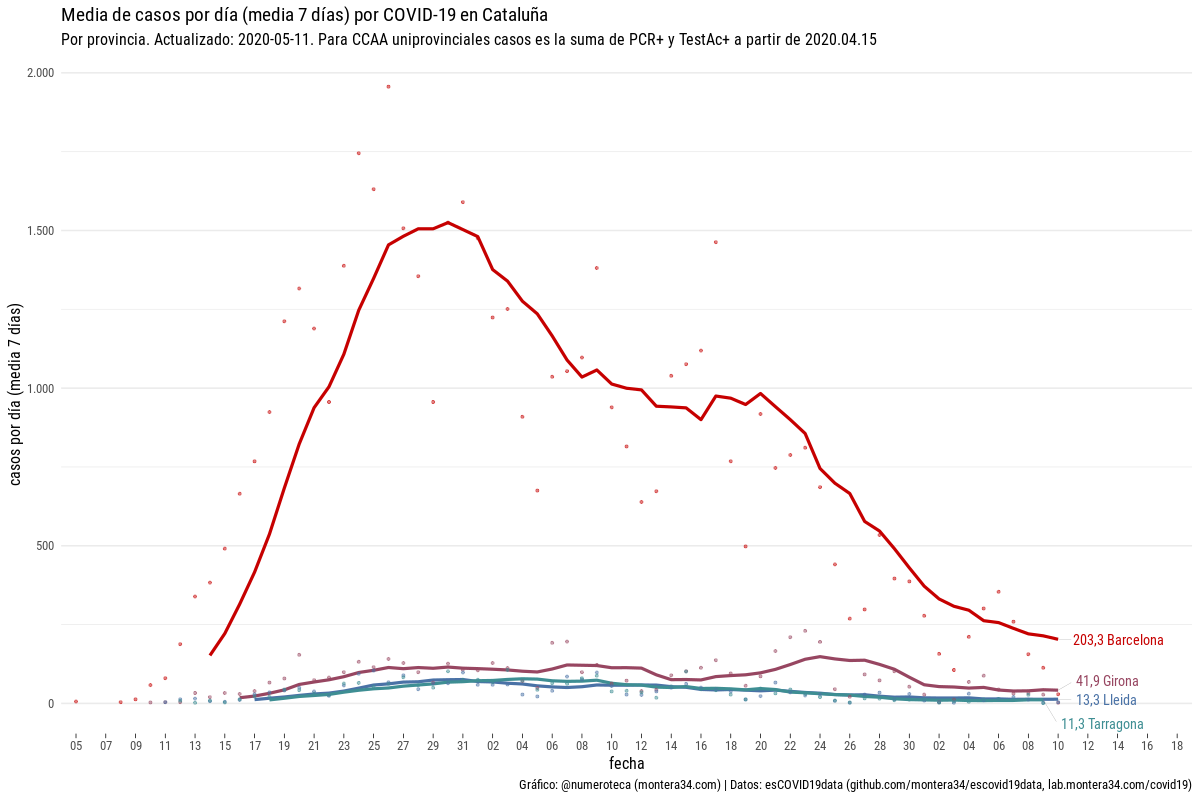 Media de casos por día (media 7 días) por COVID-19 en Cataluña
Por provincia. Actualizado: 2020-05-11. Para CCAA uniprovinciales casos es la suma de PCR+ y TestAc+ a partir de 2020.04.15
casos por día (media 7 días)
2.000
1.500
1.000
500
0
203,3 Barcelona
41,9 Girona
13,3 Lleida
11,3 Tarragona
05 07 09 11 13 15 17 19 21 23 25 27 29 31 02 04 06 08 10 12 14 16 18 20 22 24 26 28 30 02 04 06 08 10 12 14 16 18
fecha
Gráfico: @numeroteca (montera34.com) | Datos: esCOVID19data (github.com/montera34/escovid19data, lab.montera34.com/covid19)